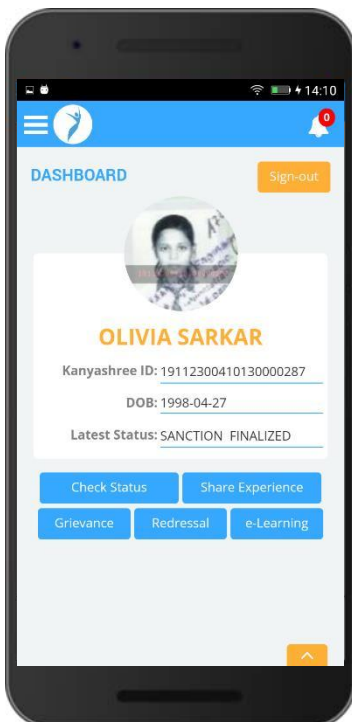 14:10
0
DASHBOARD
Sign-out
OLIVIA SARKAR
Kanyashree ID: 19112300410130000287
DOB: 1998-04-27
Latest Status: SANCTION FINALIZED
Check Status
Share Experience
Grievance
Redressal
e-Learning